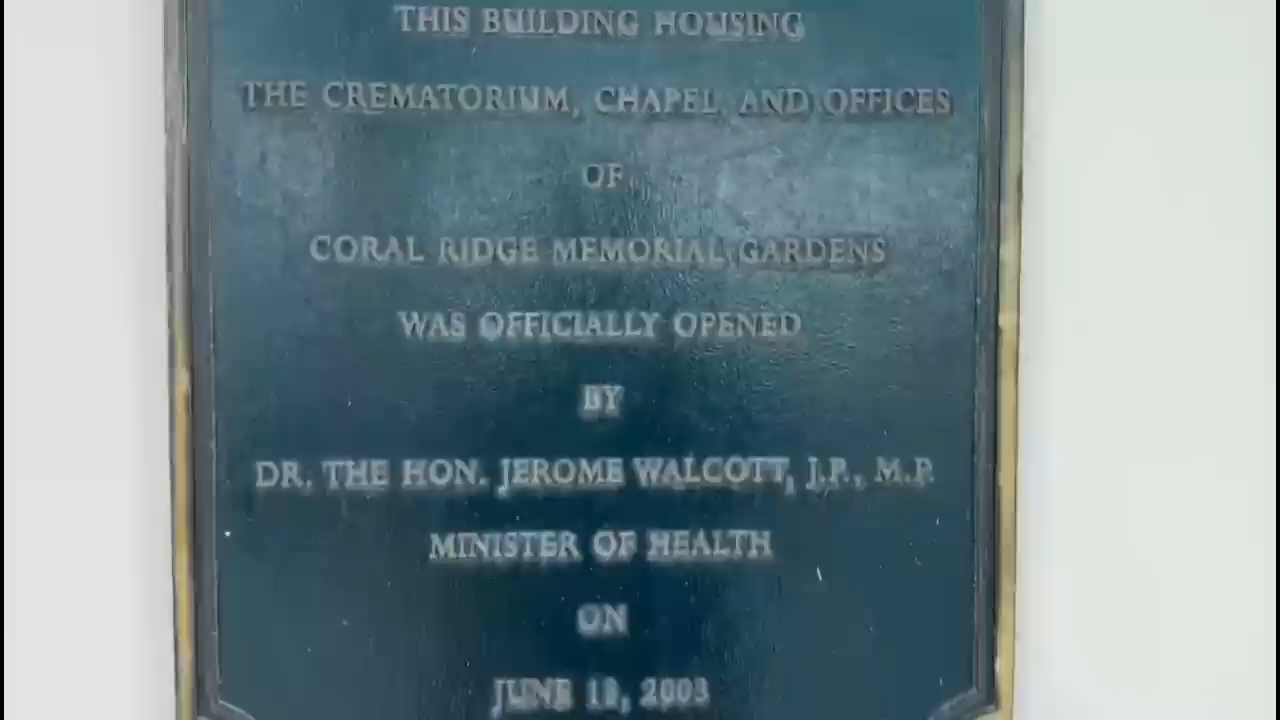 THIS BUILDING HOUSING
THE CREMATORIUM, CHAPEL, AND OFFICES
OF
CORAL RIDGE MEMORIAL GARDENS
WAS OFFICIALLY OPENED
BY
DR. THE HON. JEROME WALCOTT, J.P., M.P.
MINISTER OF HEALTH
ON
JUNE 2003